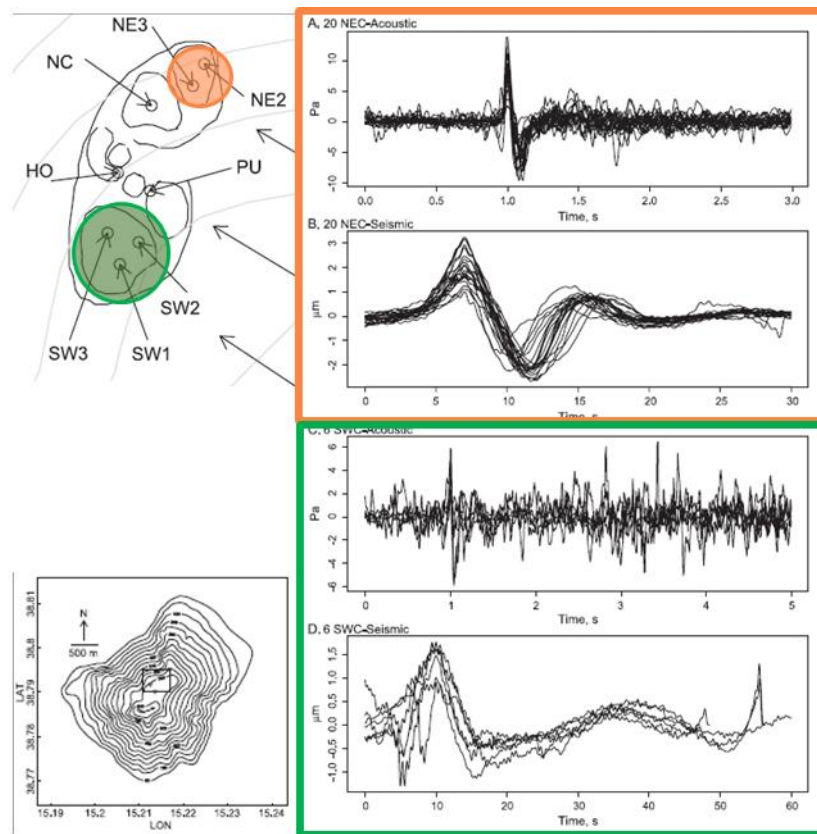 NE3
NC
NE2
HO
PU
SW2
SW3
SW1
A, 20 NEC-Acoustic
Pa
10
5
0
-5
-10
0.0 0.5 1.0 1.5 2.0 2.5 3.0
Time, s
B, 20 NEC-Seismic
μm
3
2
1
0
-2
0 5 10 15 20 25 30
Time, s
C, 6 SWC-Acoustic
Pa
6
4
2
0
-2
-4
-6
0 1 2 3 4 5
Time, s
D, 6 SWC-Seismic
μm
1.5
0.5
0.0
-0.5
-1.0
0 10 20 30 40 50 60
Time, s
N
500 m
LAT
38.81
38.8
38.79
38.78
38.77
15.19 15.2 15.21 15.22 15.23 15.24
LON